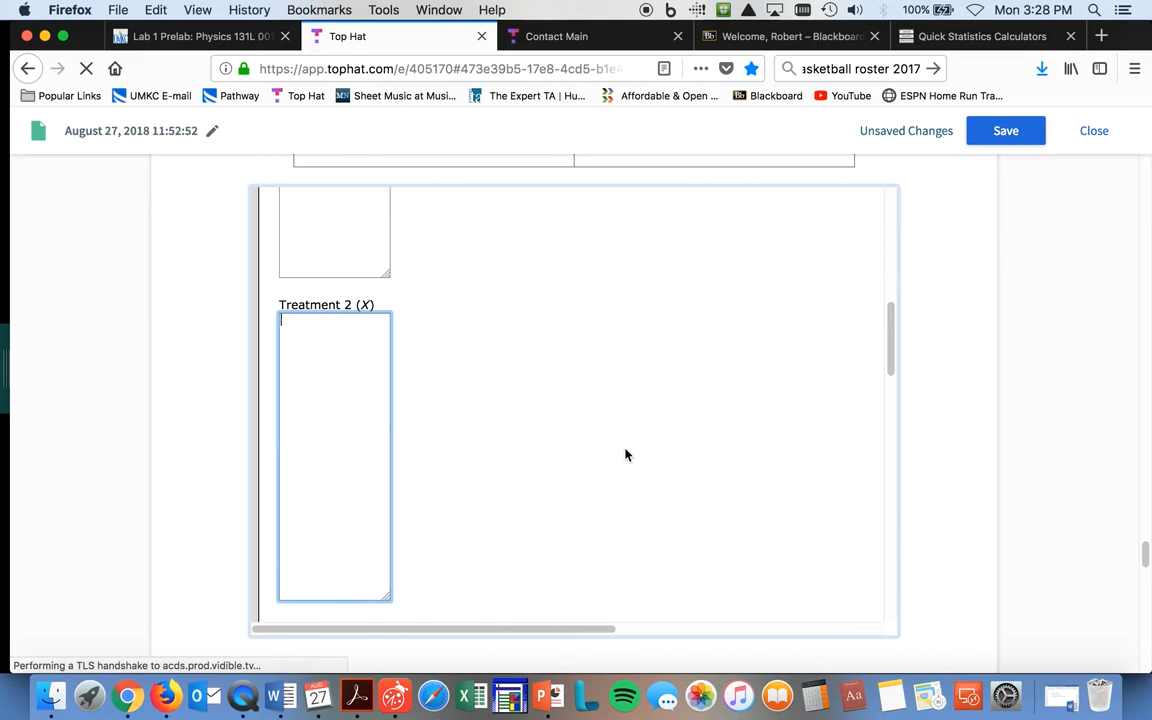 Firefox File Edit View History Bookmarks Tools Window Help 100% Mon 3:28 PM
Lab 1 Prelab: Physics 131L 001 Top Hat Contact Main Welcome, Robert – Blackboard Quick Statistics Calculators
https://app.tophat.com/e/405170#473e39b5-17e8-4cd5-b1e4 asketball roster 2017
Popular Links UMKC E-mail Pathway Top Hat Sheet Music at Musi... The Expert TA | Hu... Affordable & Open ... Blackboard YouTube ESPN Home Run Tra...
August 27, 2018 11:52:52 Unsaved Changes Save Close
Treatment 2 (X)
Performing a TLS handshake to acds.prod.vidible.tv...